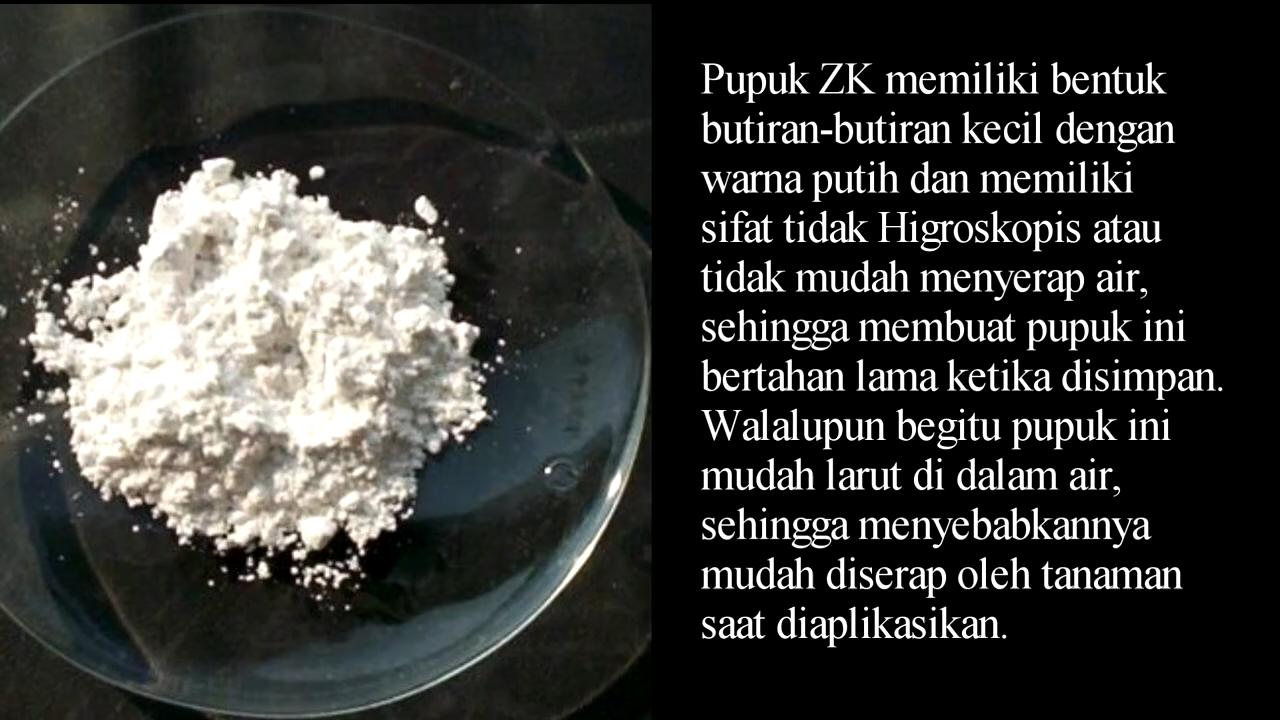 Pupuk ZK memiliki bentuk
butiran-butiran kecil dengan
warna putih dan memiliki
sifat tidak Higroskopis atau
tidak mudah menyerap air,
sehingga membuat pupuk ini
bertahan lama ketika disimpan.
Walalupun begitu pupuk ini
mudah larut di dalam air,
sehingga menyebabkannya
mudah diserap oleh tanaman
saat diaplikasikan.